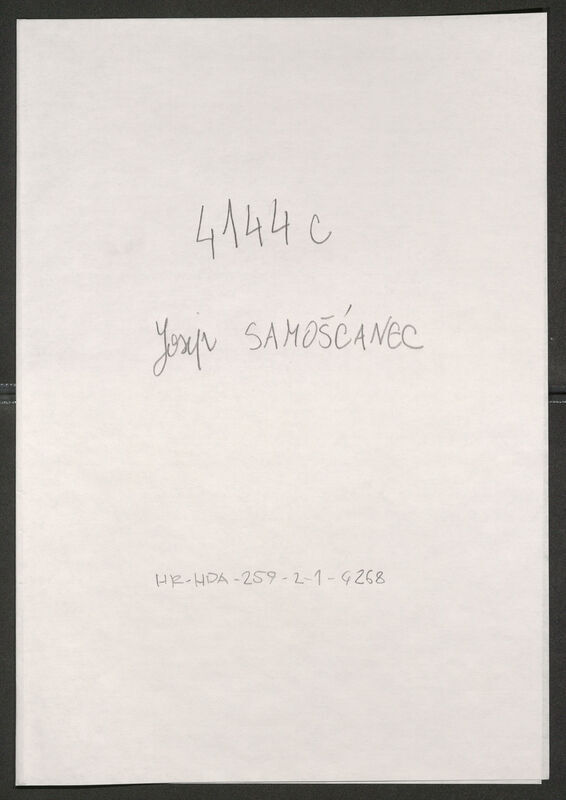 4144 c
Josip SAMOŠĆANEC
HR-HDA-259-2-1-4268